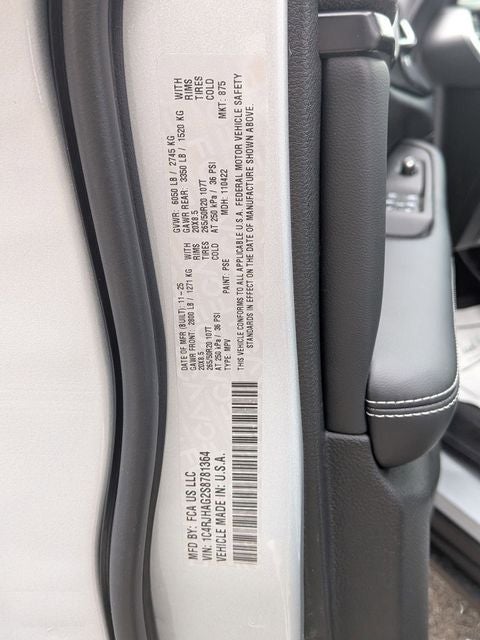 MFD BY: FCA US LLC
DATE OF MFR (BUILT): 11-25
GVWR: 6050 LB / 2745 KG
GAWR FRONT: 2800 LB / 1271 KG WITH
20X8.5 RIMS
265/50R20 107T TIRES
AT 250 kPa / 36 PSI COLD
GAWR REAR: 3350 LB / 1520 KG WITH
20X8.5 RIMS
265/50R20 107T TIRES
AT 250 kPa / 36 PSI COLD
VIN: 1C4RJHAG2S8781364
TYPE: MPV
PAINT: PSE
MDH: 110422
MKT: 875
VEHICLE MADE IN: U.S.A.
THIS VEHICLE CONFORMS TO ALL APPLICABLE U.S.A. FEDERAL MOTOR VEHICLE SAFETY
STANDARDS IN EFFECT ON THE DATE OF MANUFACTURE SHOWN ABOVE.